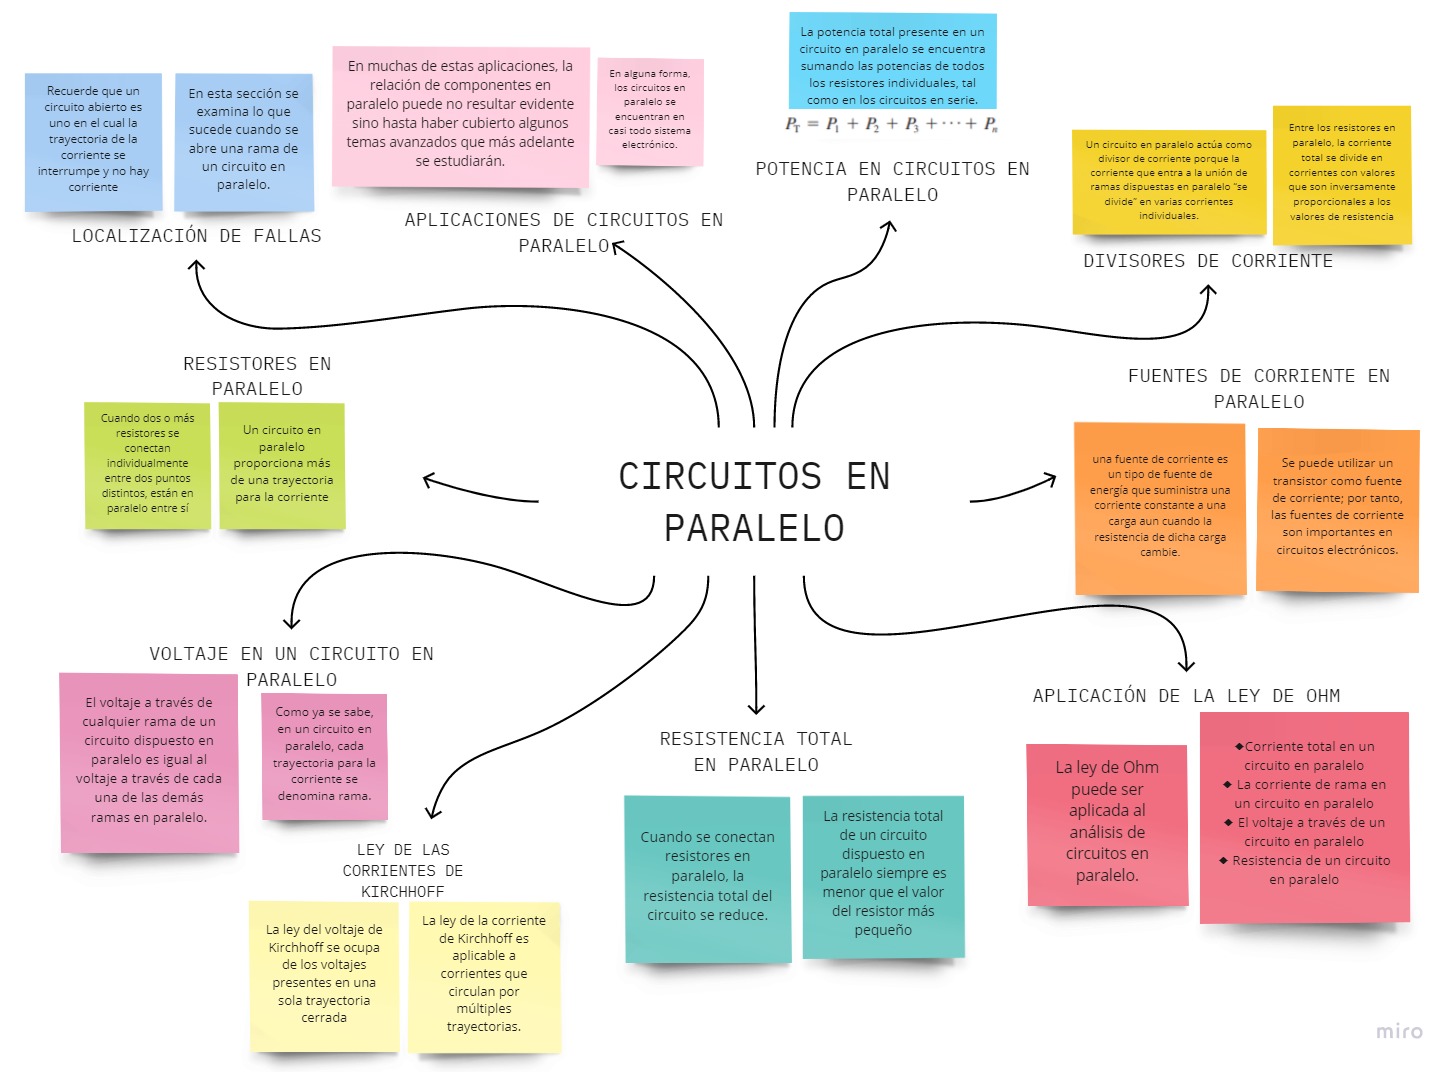 Recuerde que un
circuito abierto es
uno en el cual la
trayectoria de la
corriente se
interrumpe y no hay
corriente
En esta sección se
examina lo que
sucede cuando se
abre una rama de
un circuito en
paralelo.
LOCALIZACIÓN DE FALLAS
En muchas de estas aplicaciones, la
relación de componentes en
paralelo puede no resultar evidente
sino hasta haber cubierto algunos
temas avanzados que más adelante
se estudiarán.
En alguna forma,
los circuitos en
paralelo se
encuentran en
casi todo sistema
electrónico.
APLICACIONES DE CIRCUITOS EN
PARALELO
La potencia total presente en un
circuito en paralelo se encuentra
sumando las potencias de todos
los resistores individuales, tal
como en los circuitos en serie.
P_T = P_1 + P_2 + P_3 + ··· + P_n
POTENCIA EN CIRCUITOS EN
PARALELO
Un circuito en paralelo actúa como
divisor de corriente porque la
corriente que entra a la unión de
ramas dispuestas en paralelo "se
divide" en varias corrientes
individuales.
Entre los resistores en
paralelo, la corriente
total se divide en
corrientes con valores
que son inversamente
proporcionales a los
valores de resistencia
DIVISORES DE CORRIENTE
RESISTORES EN
PARALELO
Cuando dos o más
resistores se
conectan
individualmente
entre dos puntos
distintos, están en
paralelo entre sí
Un circuito en
paralelo
proporciona más
de una trayectoria
para la corriente
CIRCUITOS EN
PARALELO
FUENTES DE CORRIENTE EN
PARALELO
una fuente de corriente es
un tipo de fuente de
energía que suministra una
corriente constante a una
carga aun cuando la
resistencia de dicha carga
cambie.
Se puede utilizar un
transistor como fuente
de corriente; por tanto,
las fuentes de corriente
son importantes en
circuitos electrónicos.
VOLTAJE EN UN CIRCUITO EN
PARALELO
El voltaje a través de
cualquier rama de un
circuito dispuesto en
paralelo es igual al
voltaje a través de cada
una de las demás
ramas en paralelo.
Como ya se sabe,
en un circuito en
paralelo, cada
trayectoria para la
corriente se
denomina rama.
LEY DE LAS
CORRIENTES DE
KIRCHHOFF
La ley del voltaje de
Kirchhoff se ocupa
de los voltajes
presentes en una
sola trayectoria
cerrada
La ley de la corriente
de Kirchhoff es
aplicable a
corrientes que
circulan por
múltiples
trayectorias.
RESISTENCIA TOTAL
EN PARALELO
Cuando se conectan
resistores en
paralelo, la
resistencia total del
circuito se reduce.
La resistencia total
de un circuito
dispuesto en
paralelo siempre es
menor que el valor
del resistor más
pequeño
APLICACIÓN DE LA LEY DE OHM
La ley de Ohm
puede ser
aplicada al
análisis de
circuitos en
paralelo.
◆Corriente total en un
circuito en paralelo
◆ La corriente de rama en
un circuito en paralelo
◆ El voltaje a través de un
circuito en paralelo
◆ Resistencia de un circuito
en paralelo
miro